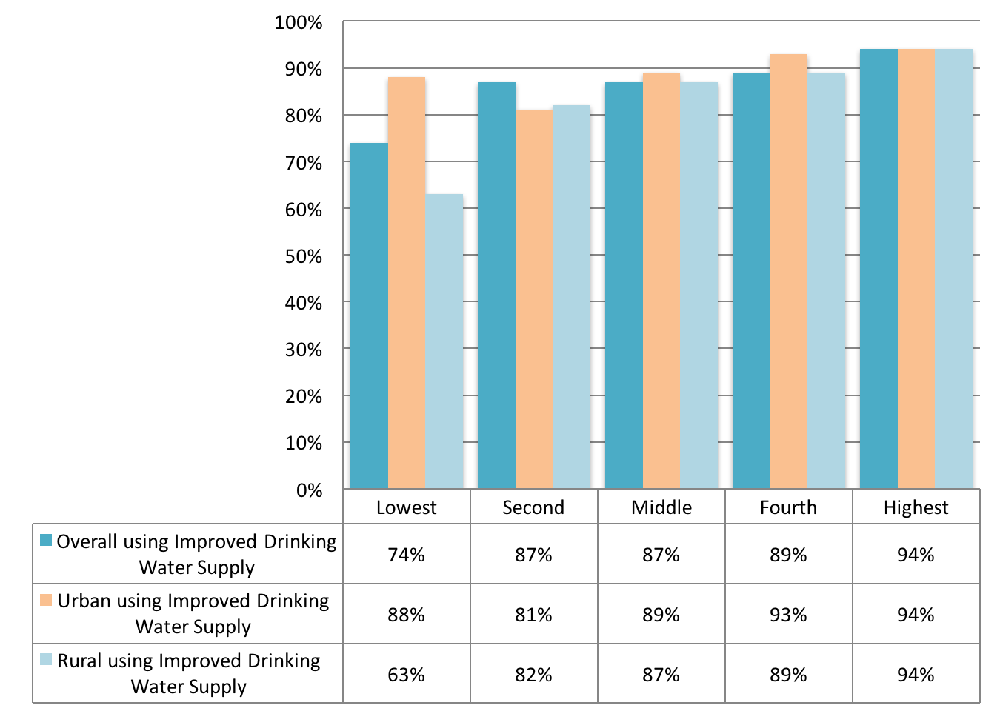 100%
90%
80%
70%
60%
50%
40%
30%
20%
10%
0%
Lowest Second Middle Fourth Highest
Overall using Improved Drinking
Water Supply
74% 87% 87% 89% 94%
Urban using Improved Drinking
Water Supply
88% 81% 89% 93% 94%
Rural using Improved Drinking
Water Supply
63% 82% 87% 89% 94%